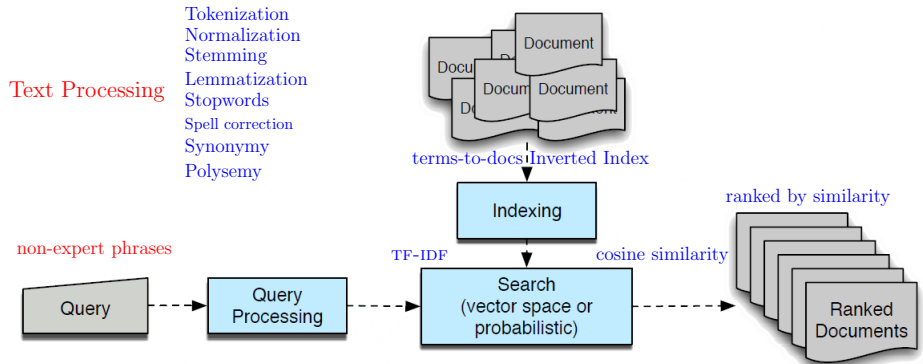 Tokenization
Normalization
Stemming
Text Processing
Lemmatization
Stopwords
Spell correction
Synonymy
Polysemy
Document
Document
Document
terms-to-docs Inverted Index
Indexing
ranked by similarity
non-expert phrases
TF-IDF
cosine similarity
Query
Query
Processing
Search
(vector space or
probabilistic)
Ranked
Documents